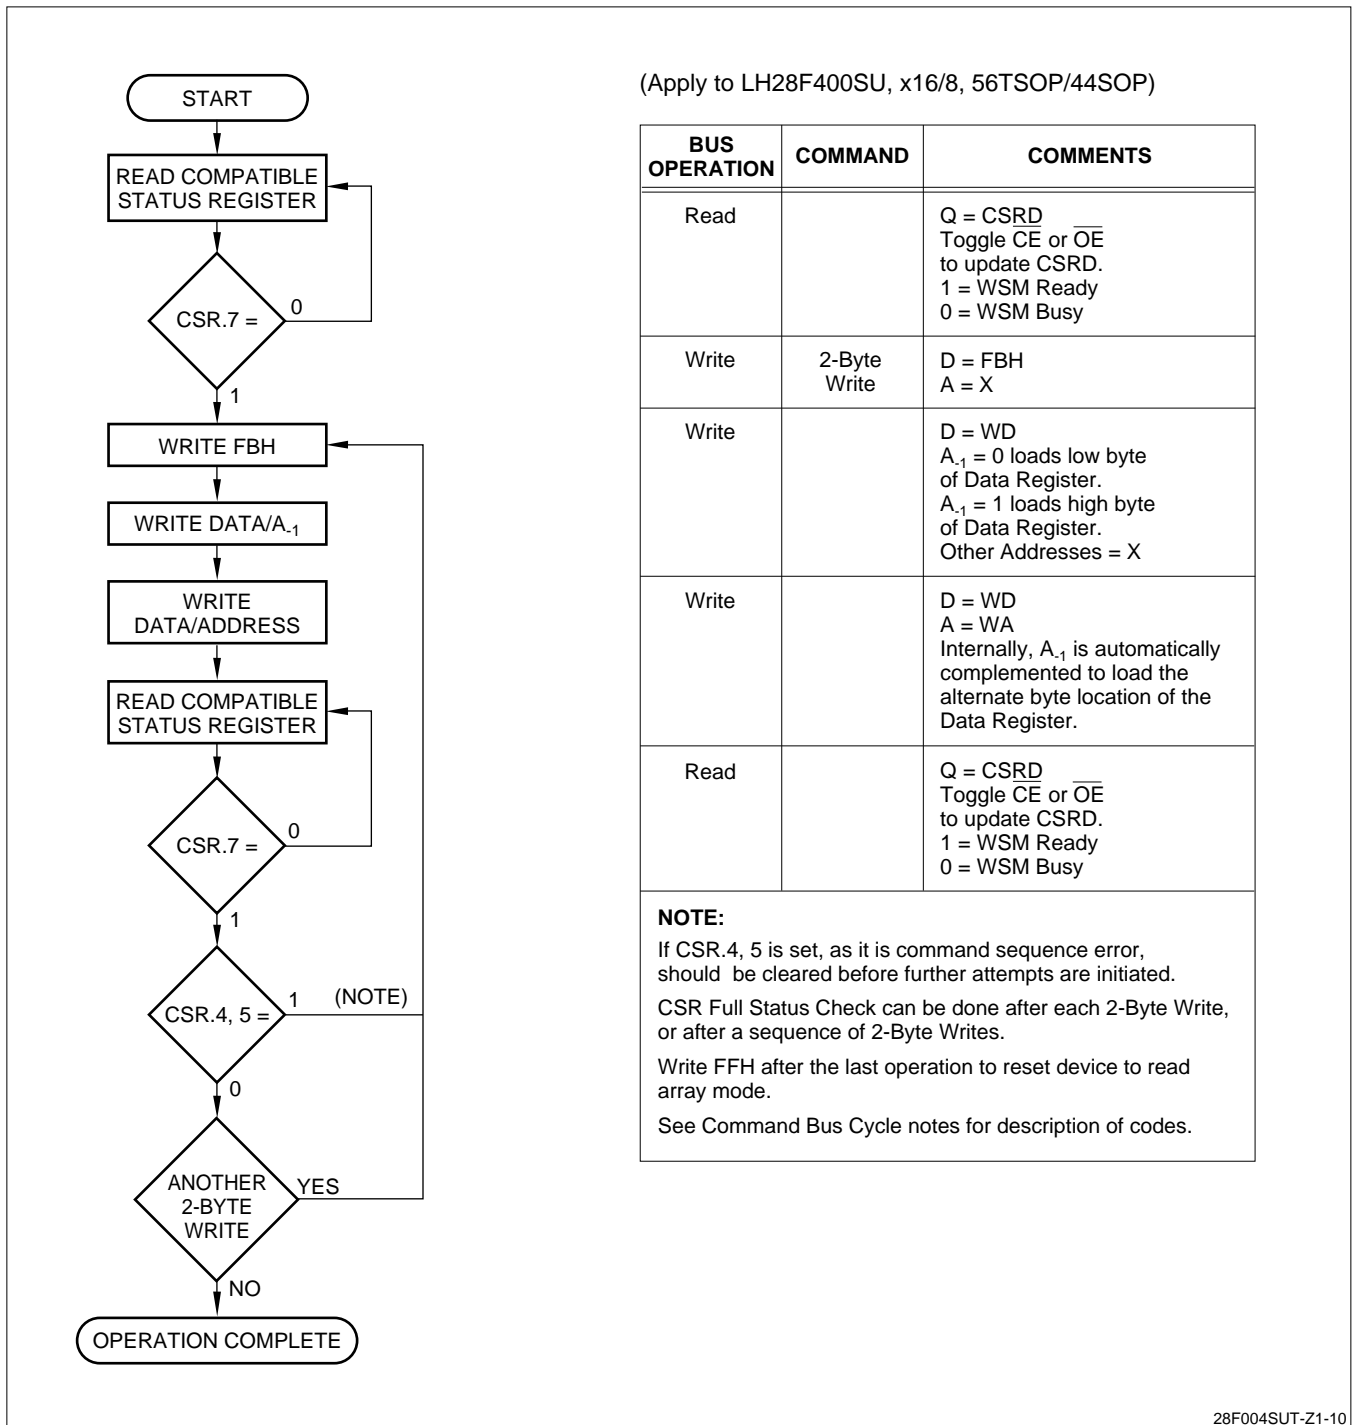 START
READ COMPATIBLE
STATUS REGISTER
CSR.7 =
0
1
WRITE FBH
WRITE DATA/A-1
WRITE
DATA/ADDRESS
READ COMPATIBLE
STATUS REGISTER
CSR.7 =
0
1
CSR.4, 5 =
1 (NOTE)
0
ANOTHER
2-BYTE
WRITE
YES
NO
OPERATION COMPLETE
(Apply to LH28F400SU, x16/8, 56TSOP/44SOP)
BUS
OPERATION
COMMAND
COMMENTS
Read
Q = CSRD
Toggle C̅E̅ or O̅E̅
to update CSRD.
1 = WSM Ready
0 = WSM Busy
Write
2-Byte
Write
D = FBH
A = X
Write
D = WD
A-1 = 0 loads low byte
of Data Register.
A-1 = 1 loads high byte
of Data Register.
Other Addresses = X
Write
D = WD
A = WA
Internally, A-1 is automatically
complemented to load the
alternate byte location of the
Data Register.
Read
Q = CSRD
Toggle C̅E̅ or O̅E̅
to update CSRD.
1 = WSM Ready
0 = WSM Busy
NOTE:
If CSR.4, 5 is set, as it is command sequence error,
should be cleared before further attempts are initiated.
CSR Full Status Check can be done after each 2-Byte Write,
or after a sequence of 2-Byte Writes.
Write FFH after the last operation to reset device to read
array mode.
See Command Bus Cycle notes for description of codes.
28F004SUT-Z1-10